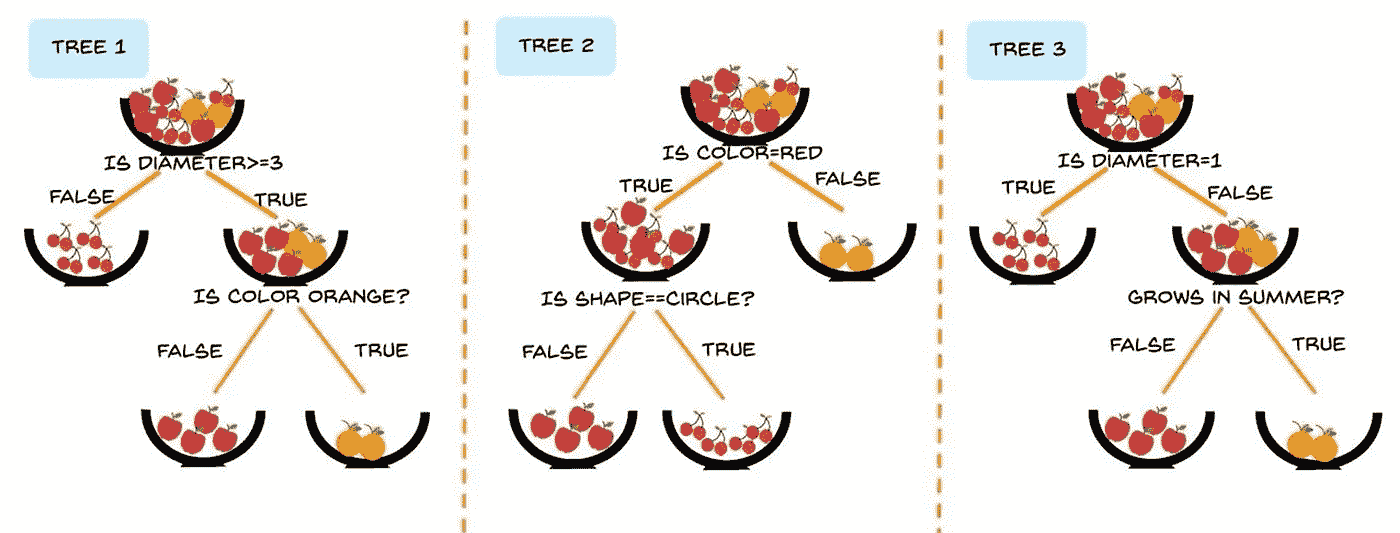 TREE 1
IS DIAMETER>=3
FALSE
TRUE
IS COLOR ORANGE?
FALSE
TRUE
TREE 2
IS COLOR=RED
TRUE
FALSE
IS SHAPE==CIRCLE?
FALSE
TRUE
TREE 3
IS DIAMETER=1
TRUE
FALSE
GROWS IN SUMMER?
FALSE
TRUE